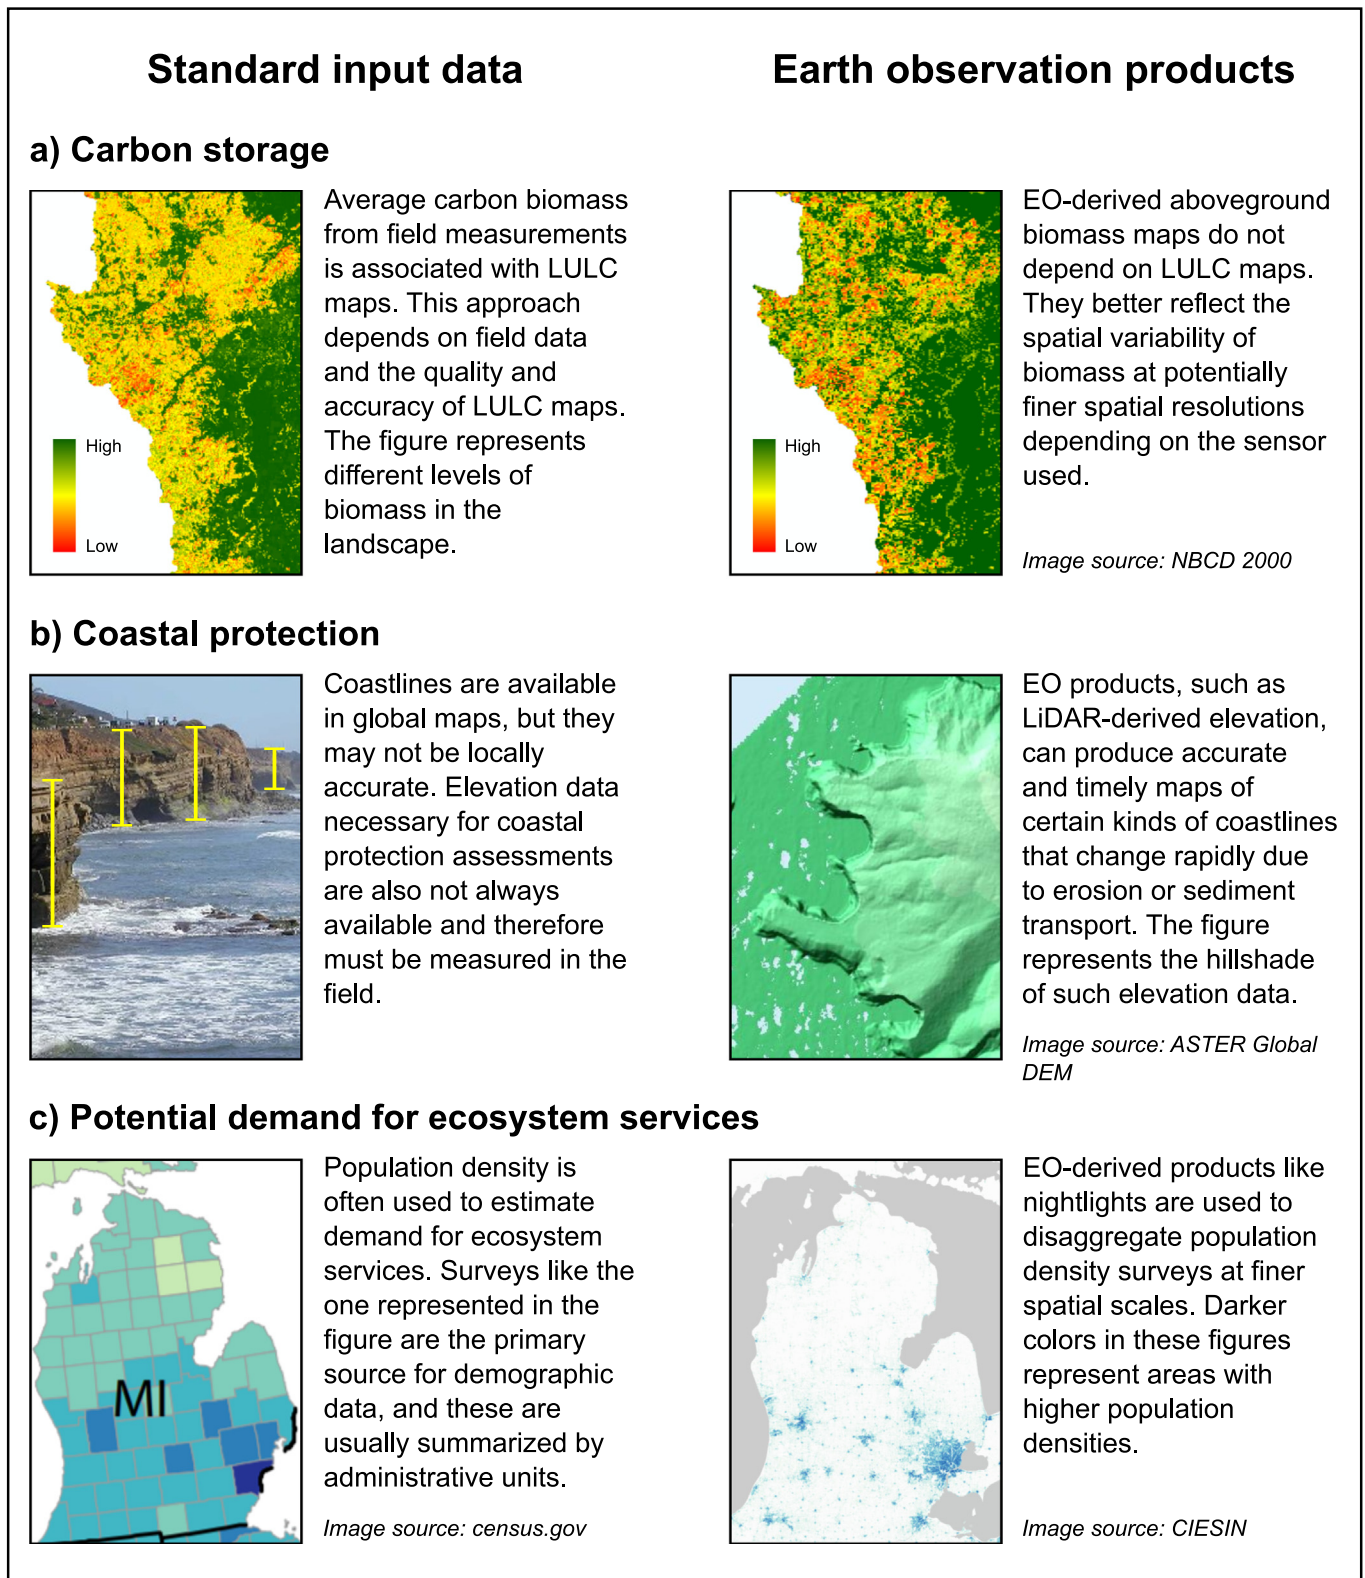 Standard input data
Earth observation products
a) Carbon storage
High
Low
Average carbon biomass
from field measurements
is associated with LULC
maps. This approach
depends on field data
and the quality and
accuracy of LULC maps.
The figure represents
different levels of
biomass in the
landscape.
High
Low
EO-derived aboveground
biomass maps do not
depend on LULC maps.
They better reflect the
spatial variability of
biomass at potentially
finer spatial resolutions
depending on the sensor
used.
Image source: NBCD 2000
b) Coastal protection
Coastlines are available
in global maps, but they
may not be locally
accurate. Elevation data
necessary for coastal
protection assessments
are also not always
available and therefore
must be measured in the
field.
EO products, such as
LiDAR-derived elevation,
can produce accurate
and timely maps of
certain kinds of coastlines
that change rapidly due
to erosion or sediment
transport. The figure
represents the hillshade
of such elevation data.
Image source: ASTER Global
DEM
c) Potential demand for ecosystem services
MI
Population density is
often used to estimate
demand for ecosystem
services. Surveys like the
one represented in the
figure are the primary
source for demographic
data, and these are
usually summarized by
administrative units.
Image source: census.gov
EO-derived products like
nightlights are used to
disaggregate population
density surveys at finer
spatial scales. Darker
colors in these figures
represent areas with
higher population
densities.
Image source: CIESIN